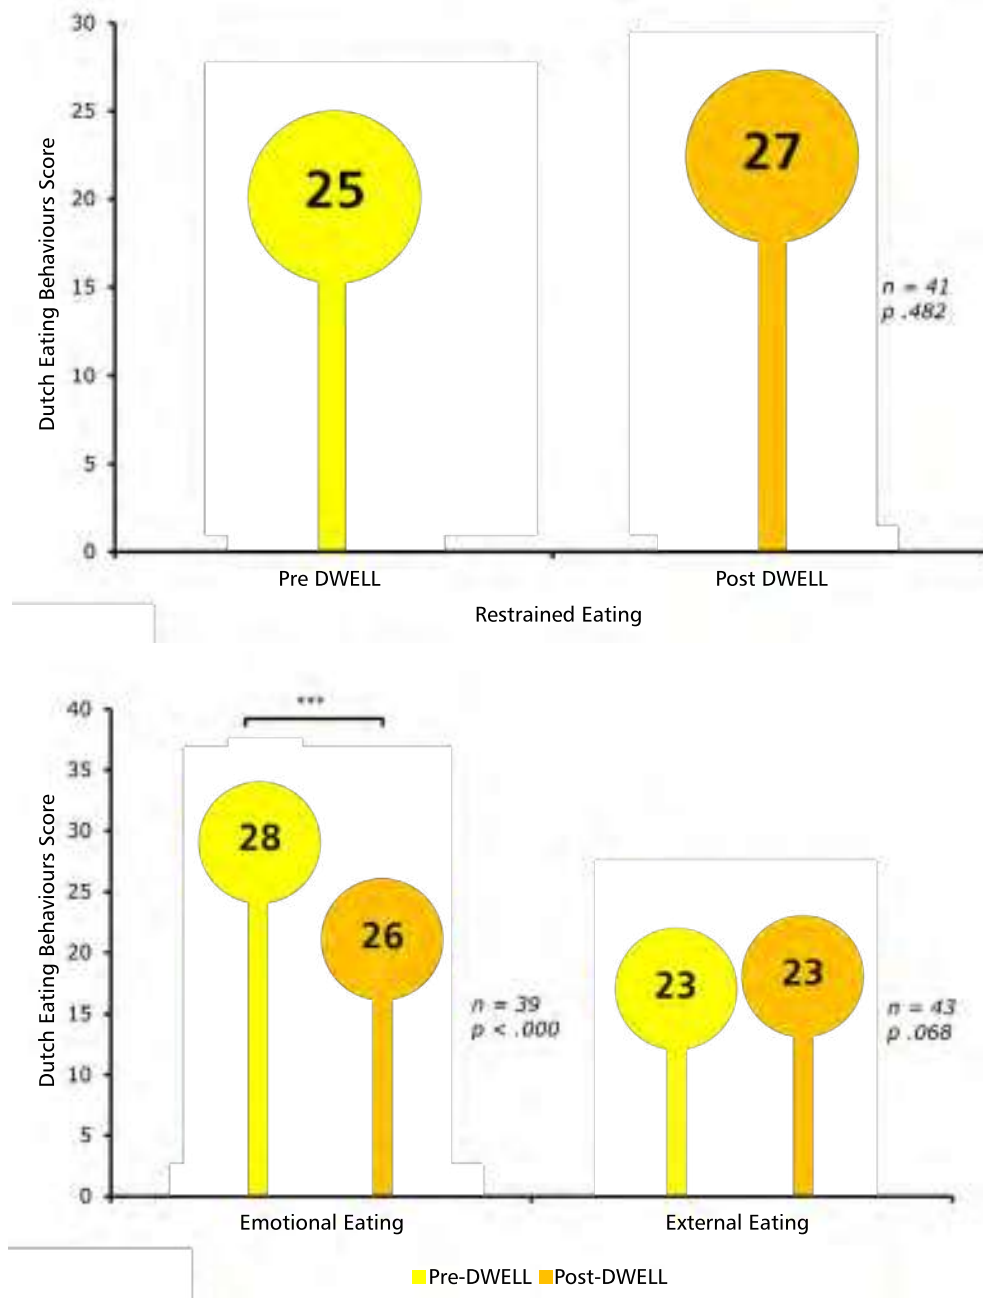 30
25
20
15
10
5
0
Dutch Eating Behaviours Score
25
27
n = 41
p .482
Pre DWELL
Post DWELL
Restrained Eating
40
35
30
25
20
15
10
5
0
Dutch Eating Behaviours Score
***
28
26
n = 39
p < .000
23
23
n = 43
p .068
Emotional Eating
External Eating
Pre-DWELL Post-DWELL